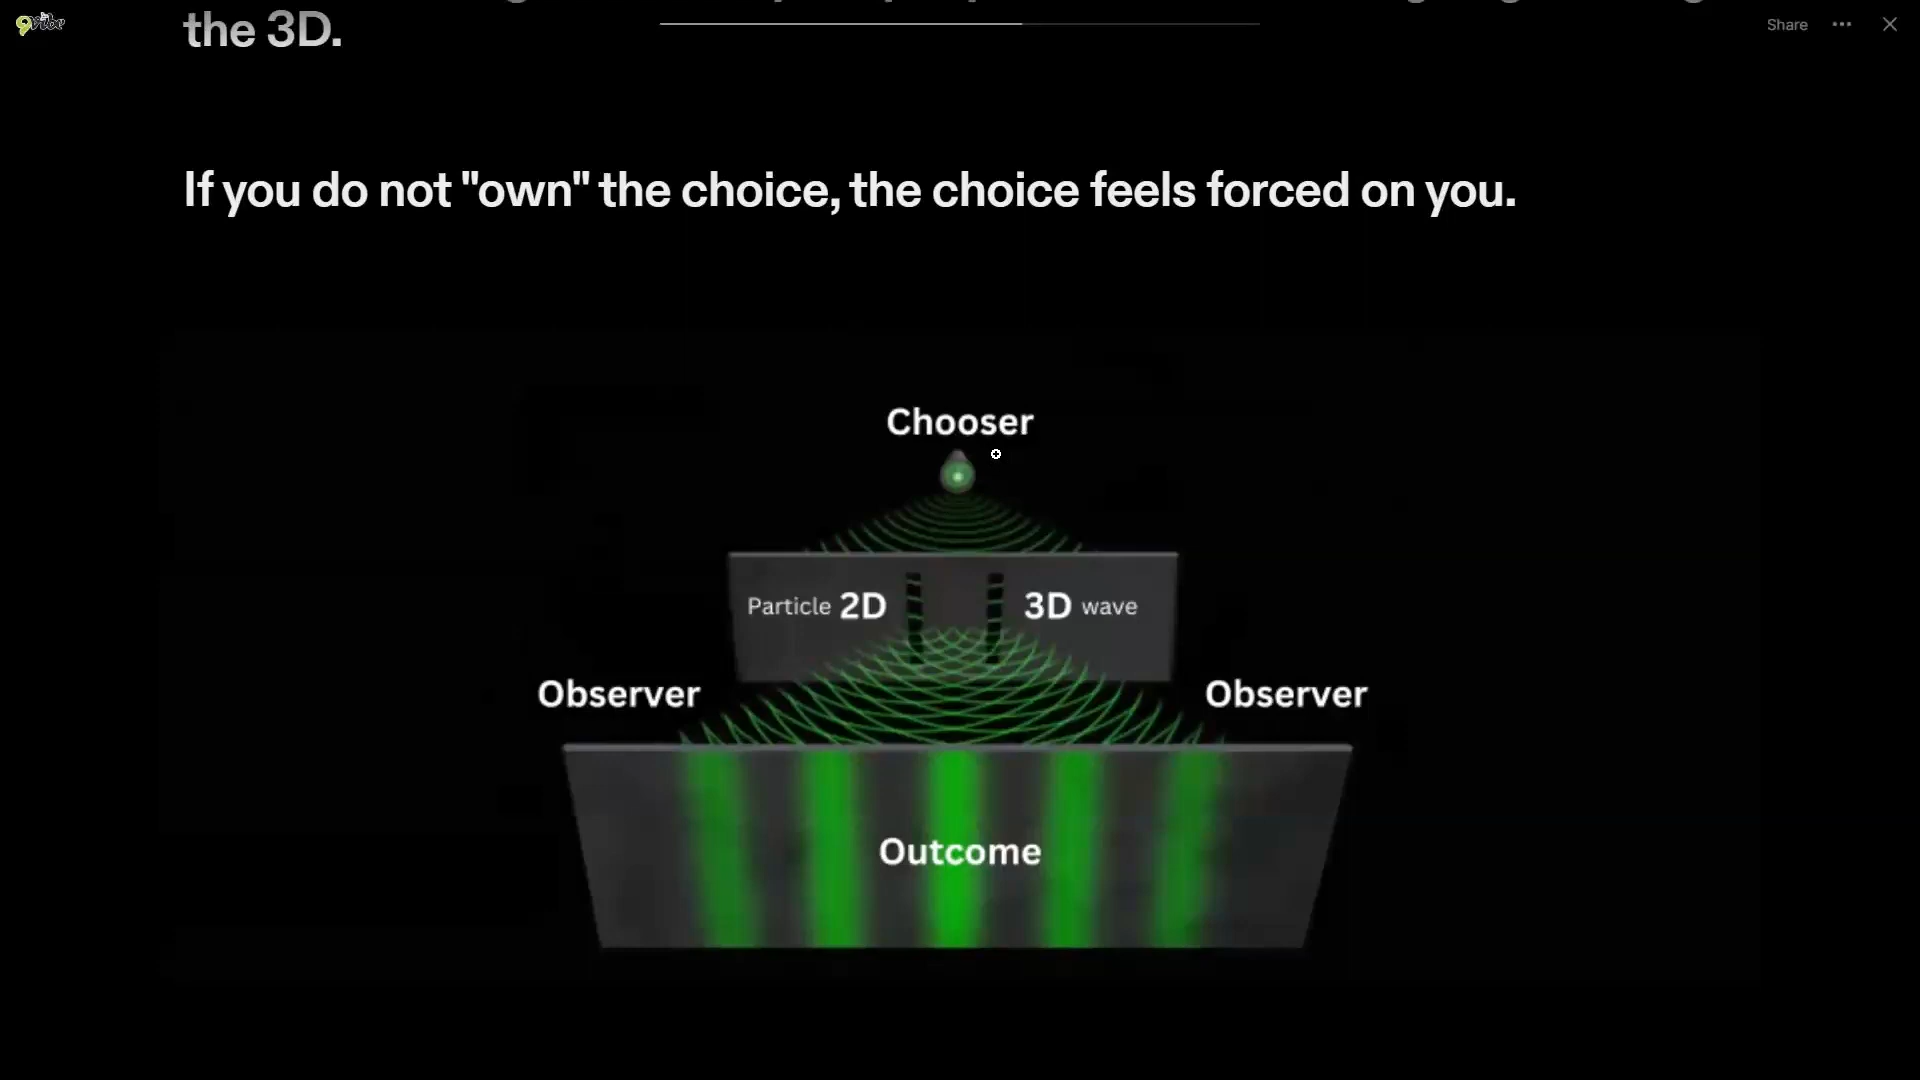 the 3D.
Share
If you do not "own" the choice, the choice feels forced on you.
Chooser
Particle 2D
3D wave
Observer
Observer
Outcome